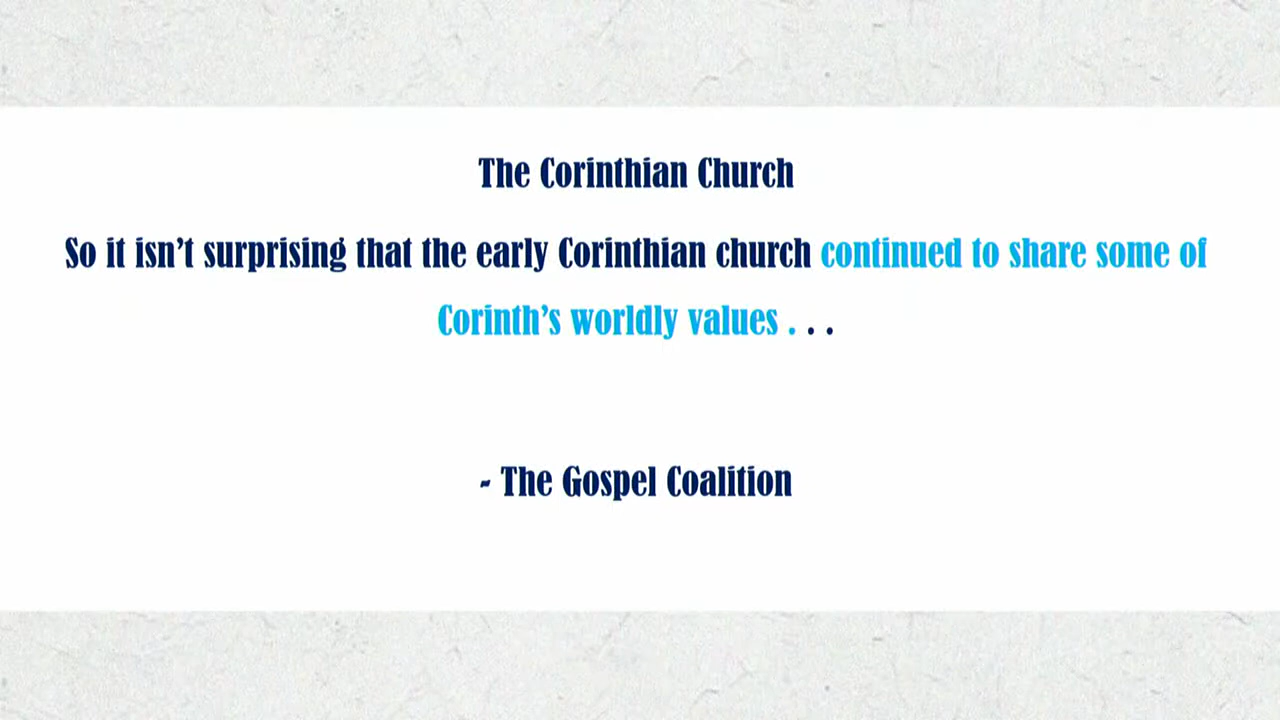 The Corinthian Church
So it isn’t surprising that the early Corinthian church continued to share some of
Corinth’s worldly values . . .
- The Gospel Coalition